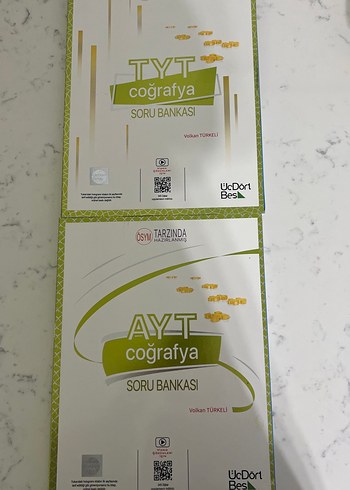 TYT
coğrafya
SORU BANKASI
Volkan TÜRKELİ
ÜçDört
Beş
ÖSYM TARZINDA
HAZIRLANMIŞ
AYT
coğrafya
SORU BANKASI
Volkan TÜRKELİ
ÜçDört
Beş